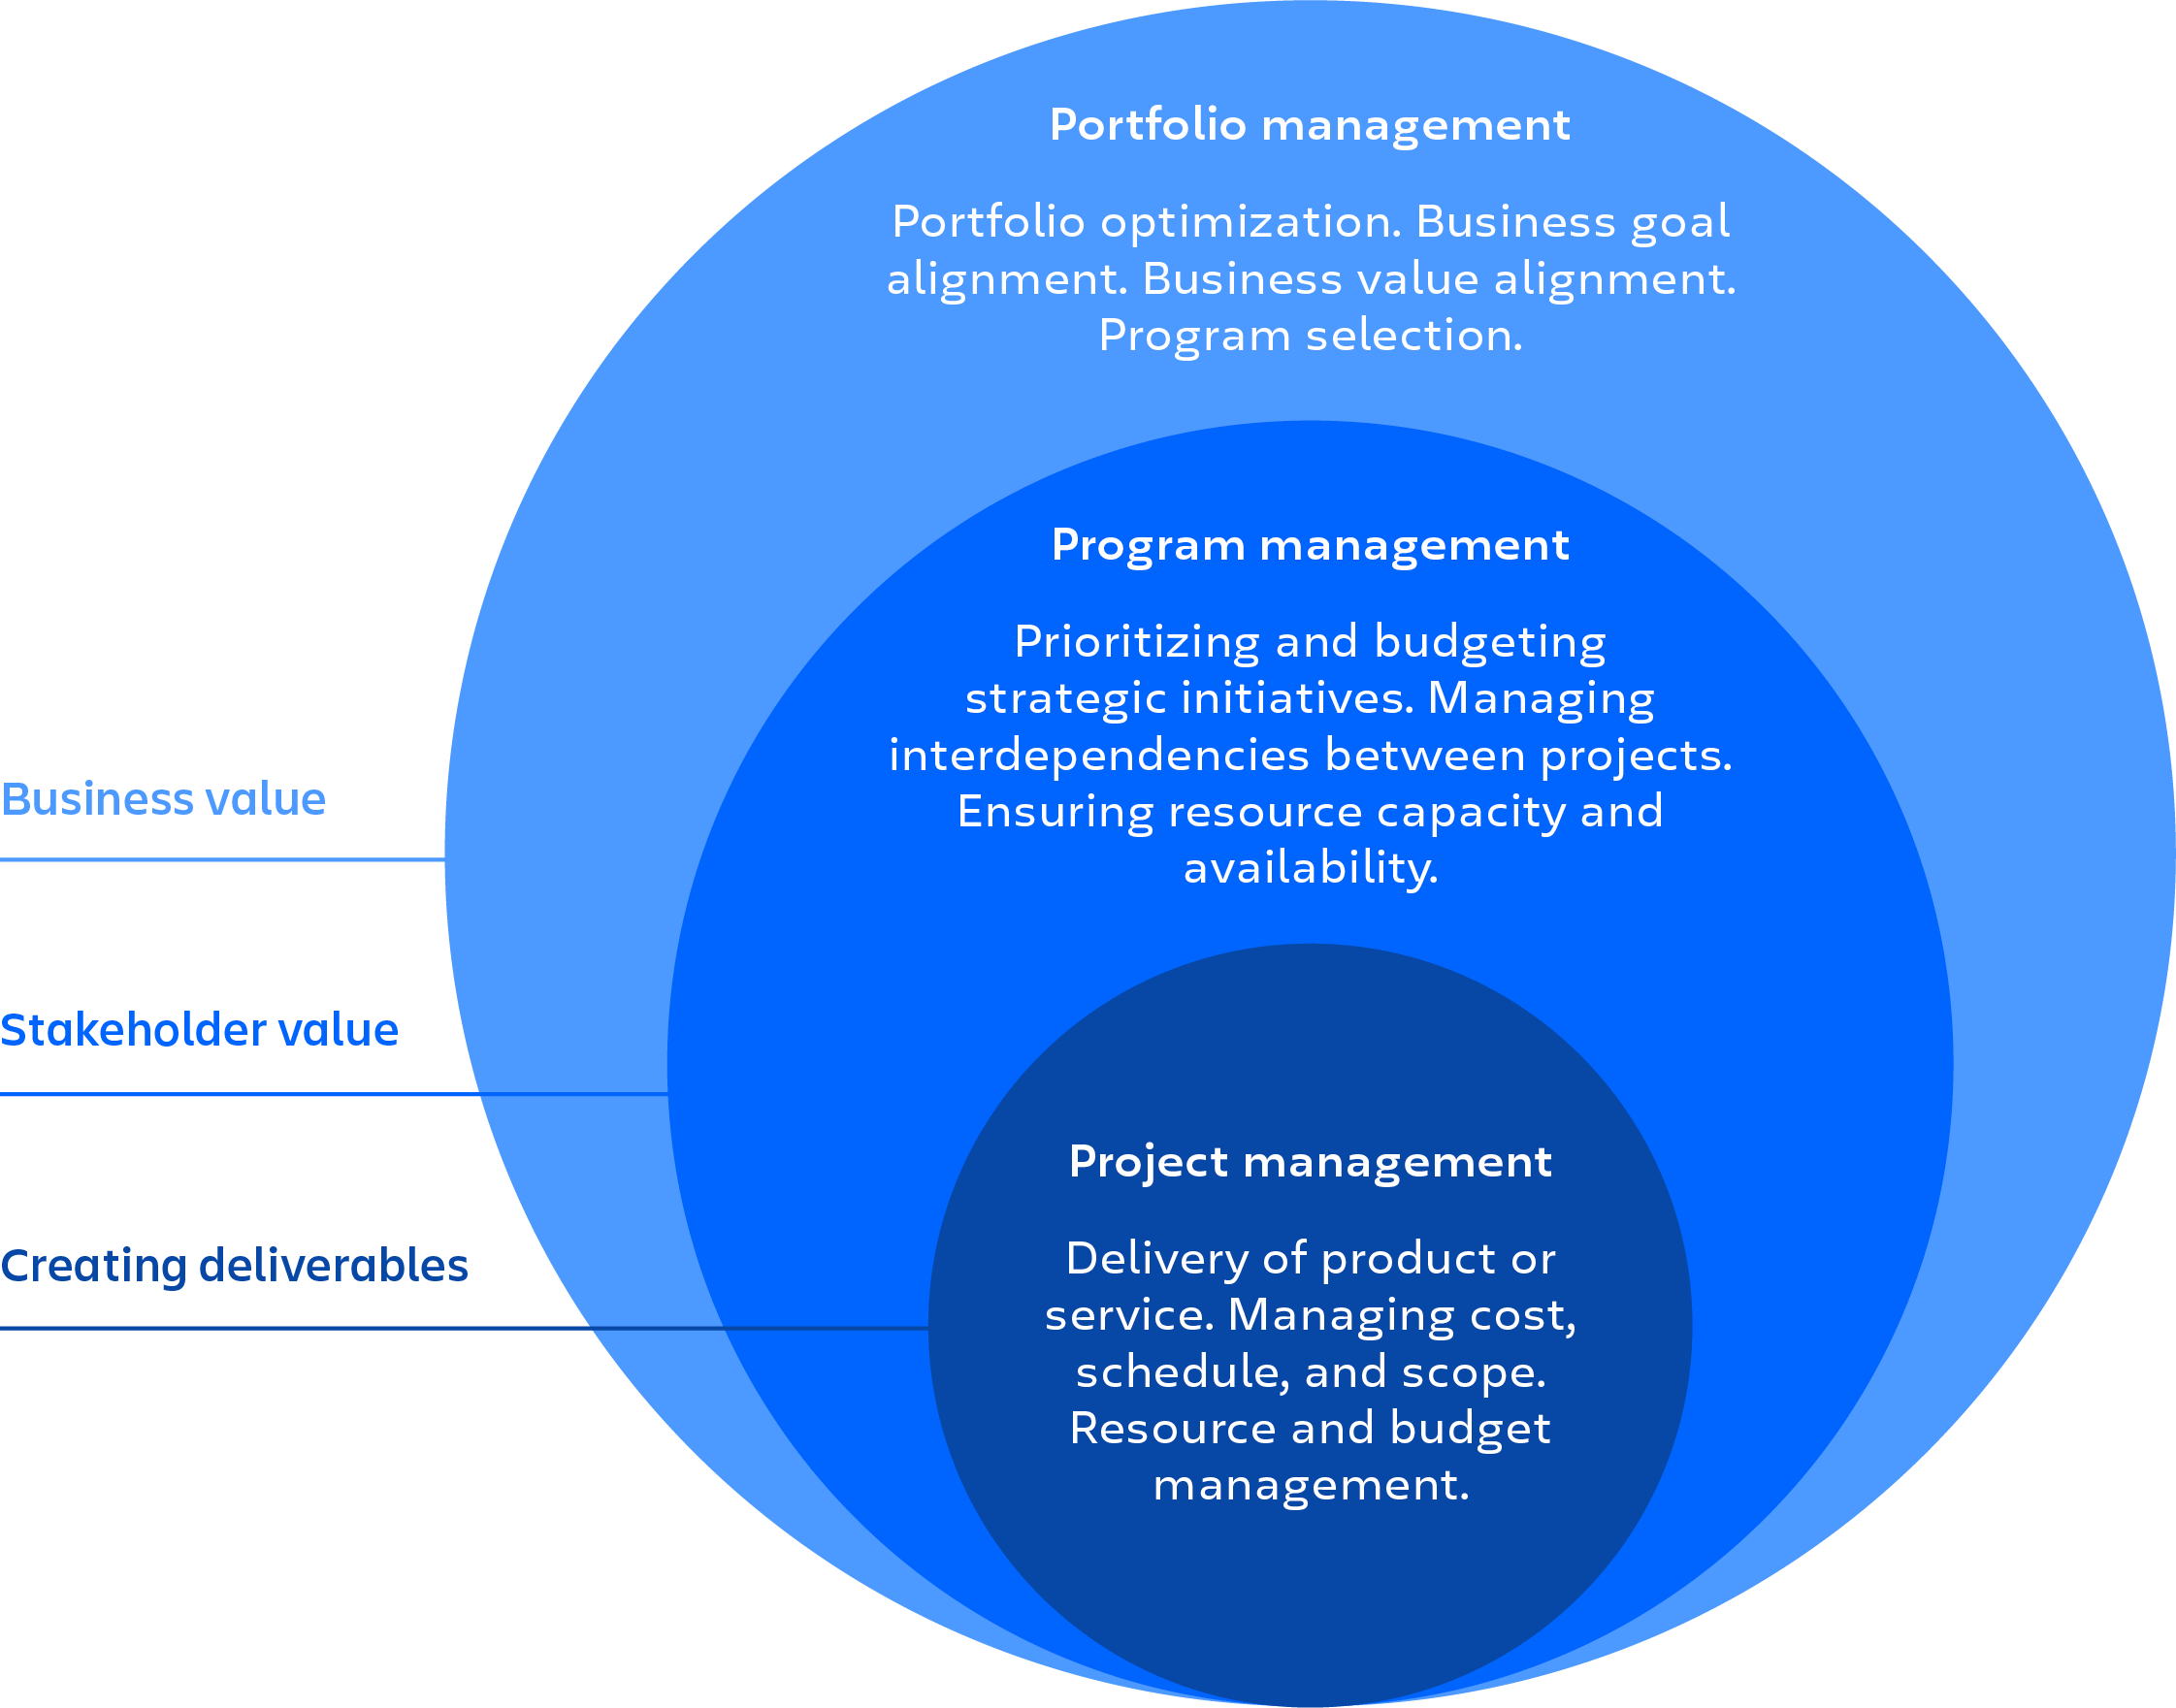 Portfolio management
Portfolio optimization. Business goal
alignment. Business value alignment.
Program selection.
Program management
Prioritizing and budgeting
strategic initiatives. Managing
interdependencies between projects.
Ensuring resource capacity and
availability.
Business value
Stakeholder value
Creating deliverables
Project management
Delivery of product or
service. Managing cost,
schedule, and scope.
Resource and budget
management.